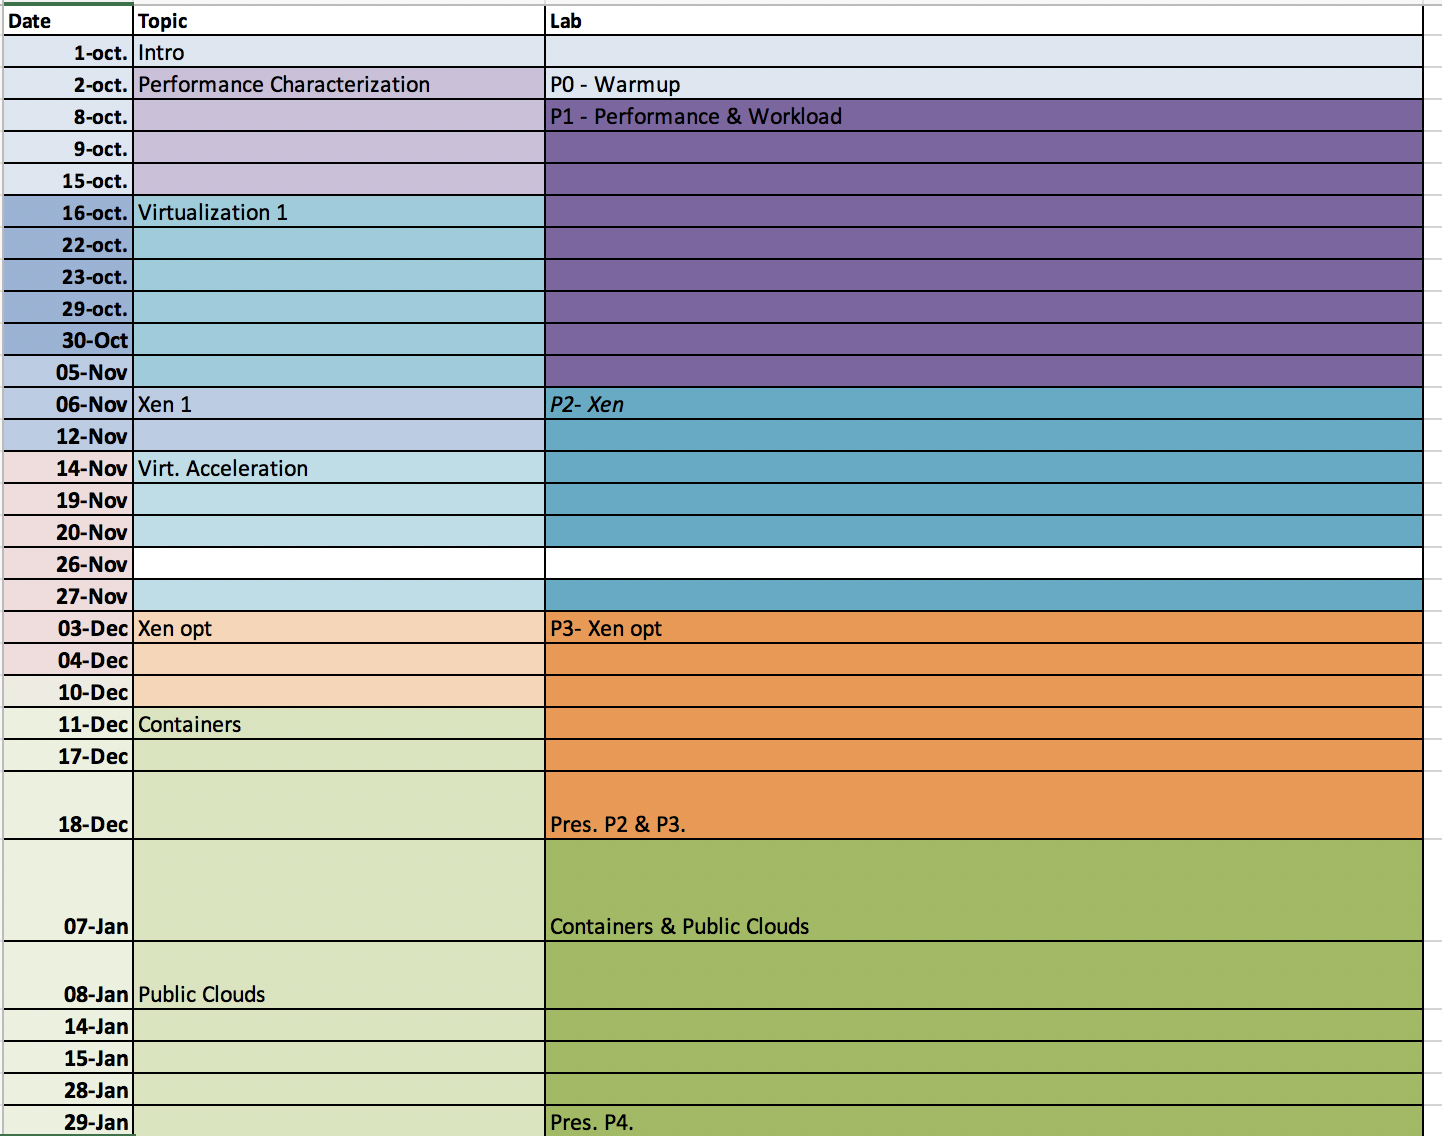 Date Topic Lab
1-oct. Intro
2-oct. Performance Characterization P0 - Warmup
8-oct. P1 - Performance & Workload
9-oct.
15-oct.
16-oct. Virtualization 1
22-oct.
23-oct.
29-oct.
30-Oct
05-Nov
06-Nov Xen 1 P2- Xen
12-Nov
14-Nov Virt. Acceleration
19-Nov
20-Nov
26-Nov
27-Nov
03-Dec Xen opt P3- Xen opt
04-Dec
10-Dec
11-Dec Containers
17-Dec
18-Dec Pres. P2 & P3.
07-Jan Containers & Public Clouds
08-Jan Public Clouds
14-Jan
15-Jan
28-Jan
29-Jan Pres. P4.